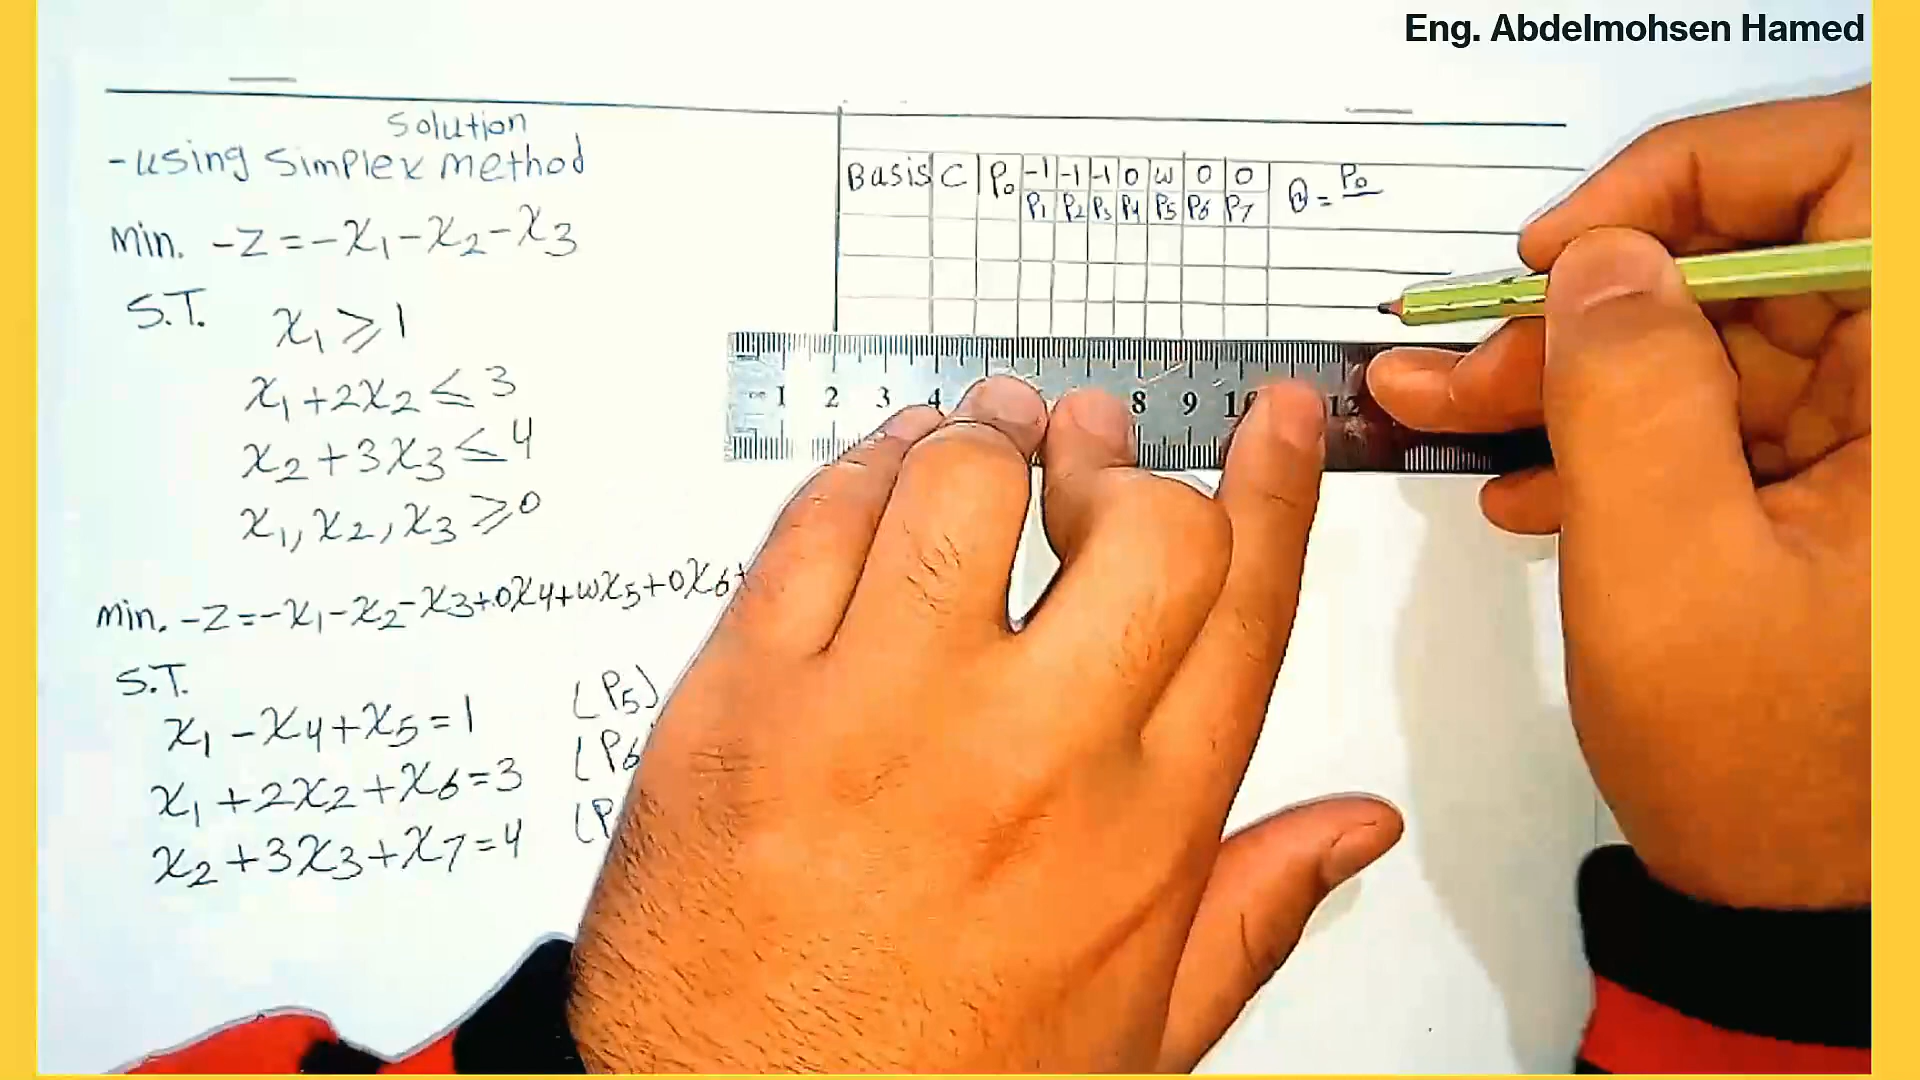 Eng. Abdelmohsen Hamed
Solution
-using Simplex method
min. -Z=-X1-X2-X3
S.T.
X1≥1
X1+2X2≤3
X2+3X3≤4
X1,X2,X3≥0
min. -Z=-X1-X2-X3+0X4+wX5+0X6+
S.T.
X1-X4+X5=1 (P5)
X1+2X2+X6=3 (P6
X2+3X3+X7=4 (P
Basis C P0 -1 -1 -1 0 w 0 0 θ=P0
P1 P2 P3 P4 P5 P6 P7
1 2 3 4 8 9 12